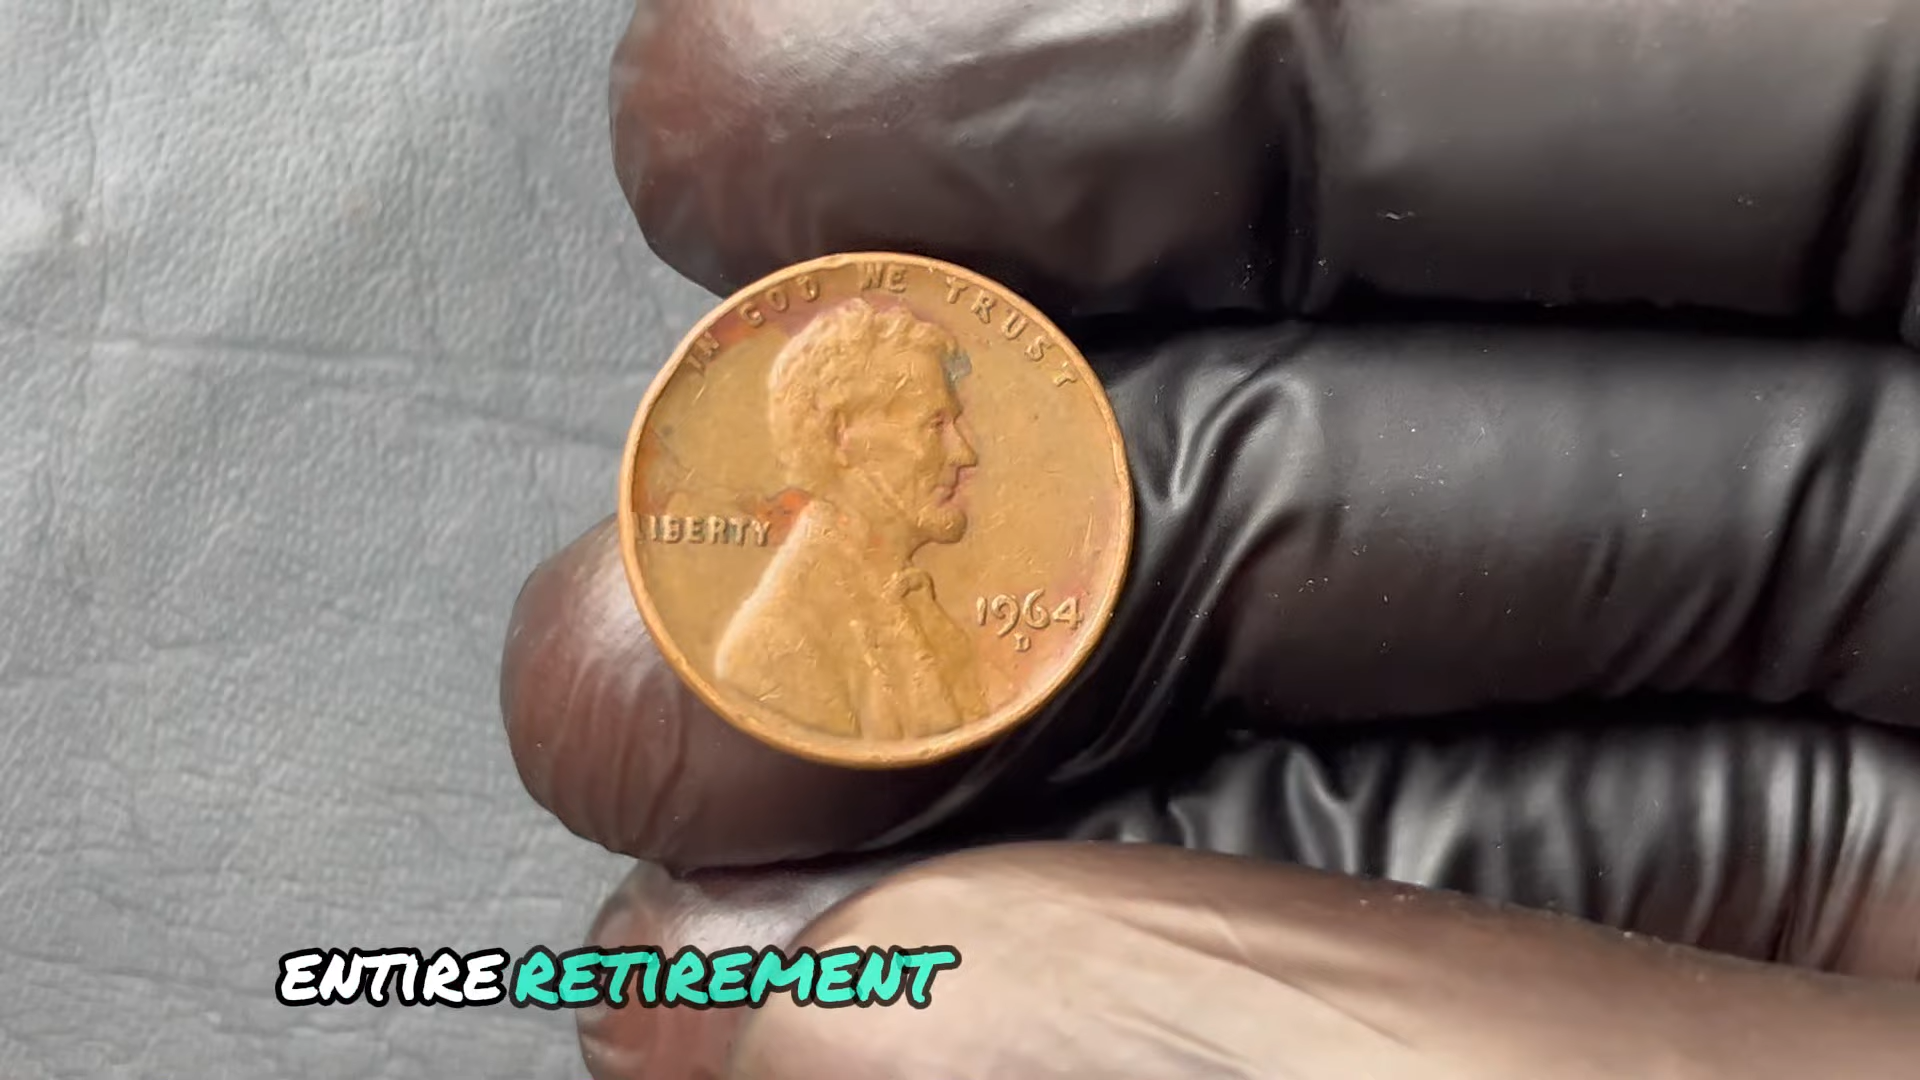 IN GOD WE TRUST
LIBERTY
1964
D
ENTIRE RETIREMENT